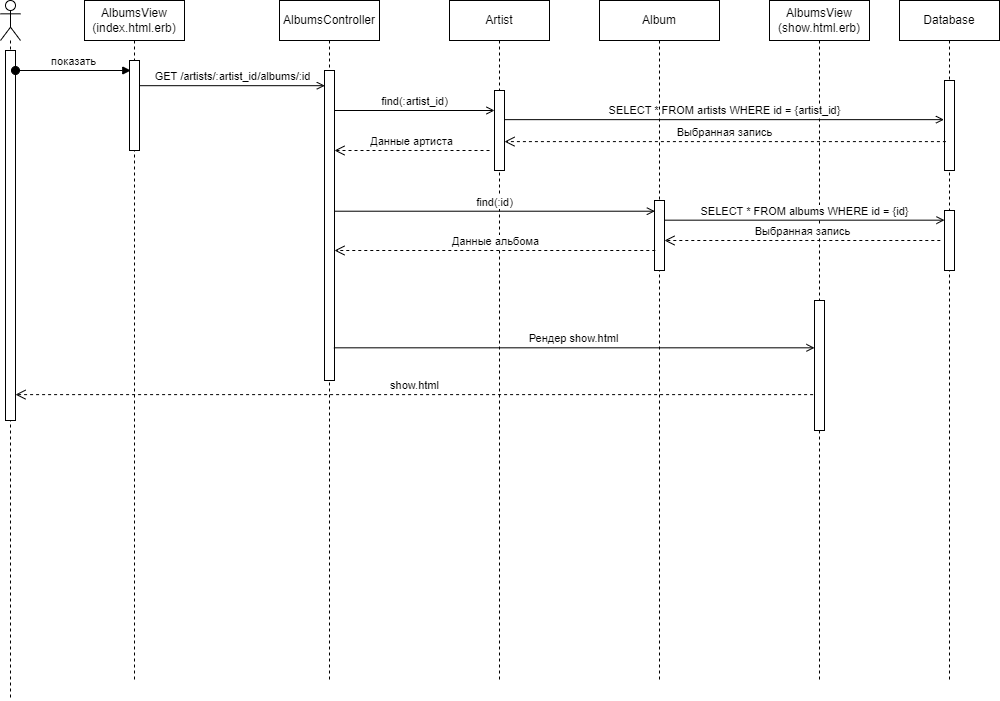 AlbumsView
(index.html.erb)
AlbumsController
Artist
Album
AlbumsView
(show.html.erb)
Database
показать
GET /artists/:artist_id/albums/:id
find(:artist_id)
SELECT * FROM artists WHERE id = {artist_id}
Выбранная запись
Данные артиста
find(:id)
SELECT * FROM albums WHERE id = {id}
Выбранная запись
Данные альбома
Рендер show.html
show.html